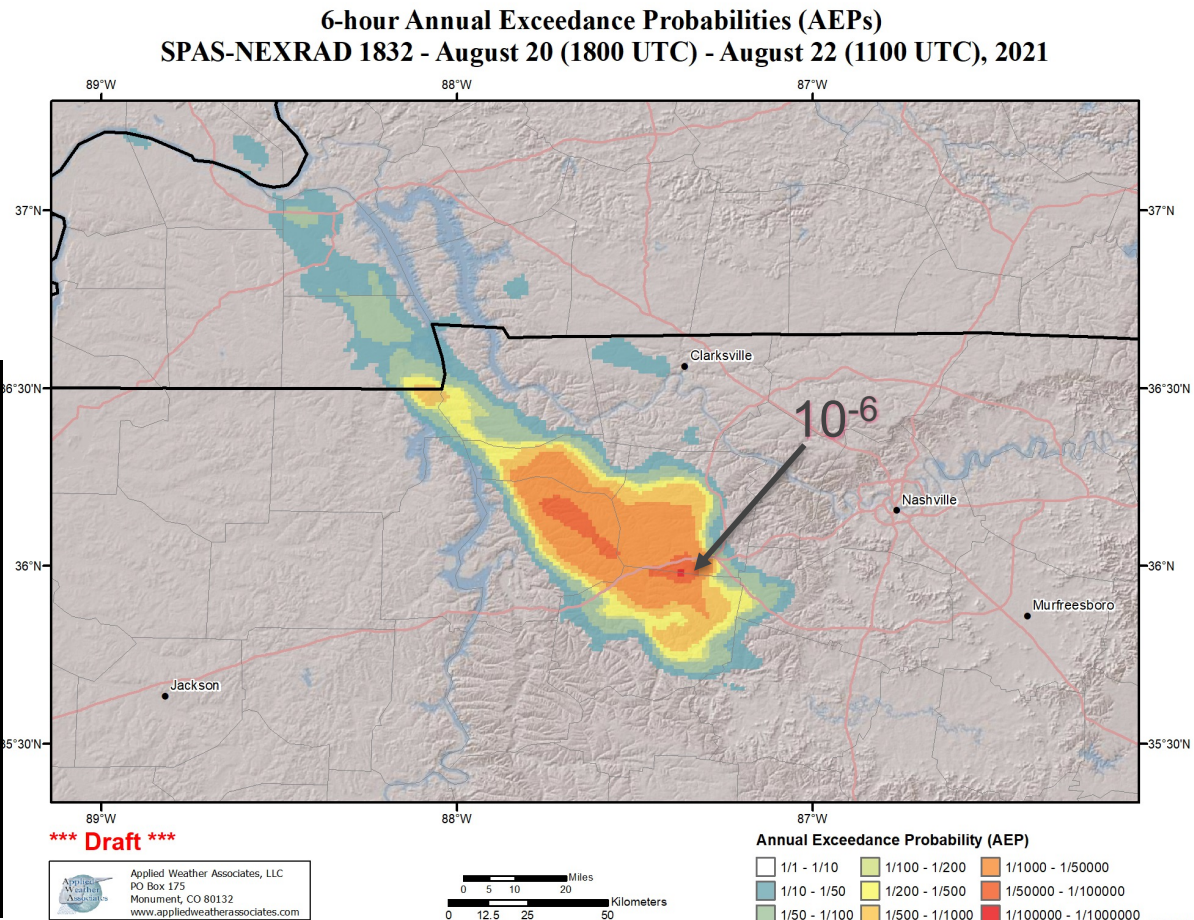 6-hour Annual Exceedance Probabilities (AEPs)
SPAS-NEXRAD 1832 - August 20 (1800 UTC) - August 22 (1100 UTC), 2021
89°W 88°W 87°W
37°N 37°N
Clarksville
36°30'N
10-6
Nashville
36°N 36°N
Murfreesboro
Jackson
35°30'N 35°30'N
89°W 88°W 87°W
*** Draft ***
Applied Weather Associates
Applied Weather Associates, LLC
PO Box 175
Monument, CO 80132
www.appliedweatherassociates.com
Miles
0 5 10 20
Kilometers
0 12.5 25 50
Annual Exceedance Probability (AEP)
1/1 - 1/10 1/100 - 1/200 1/1000 - 1/50000
1/10 - 1/50 1/200 - 1/500 1/50000 - 1/100000
1/50 - 1/100 1/500 - 1/1000 1/100000 - 1/1000000